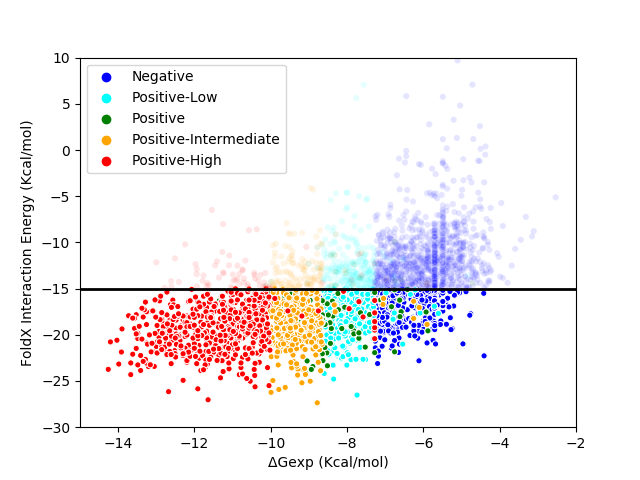 10
5
0
−5
−10
−15
−20
−25
−30
FoldX Interaction Energy (Kcal/mol)
Negative
Positive-Low
Positive
Positive-Intermediate
Positive-High
−14 −12 −10 −8 −6 −4 −2
ΔGexp (Kcal/mol)